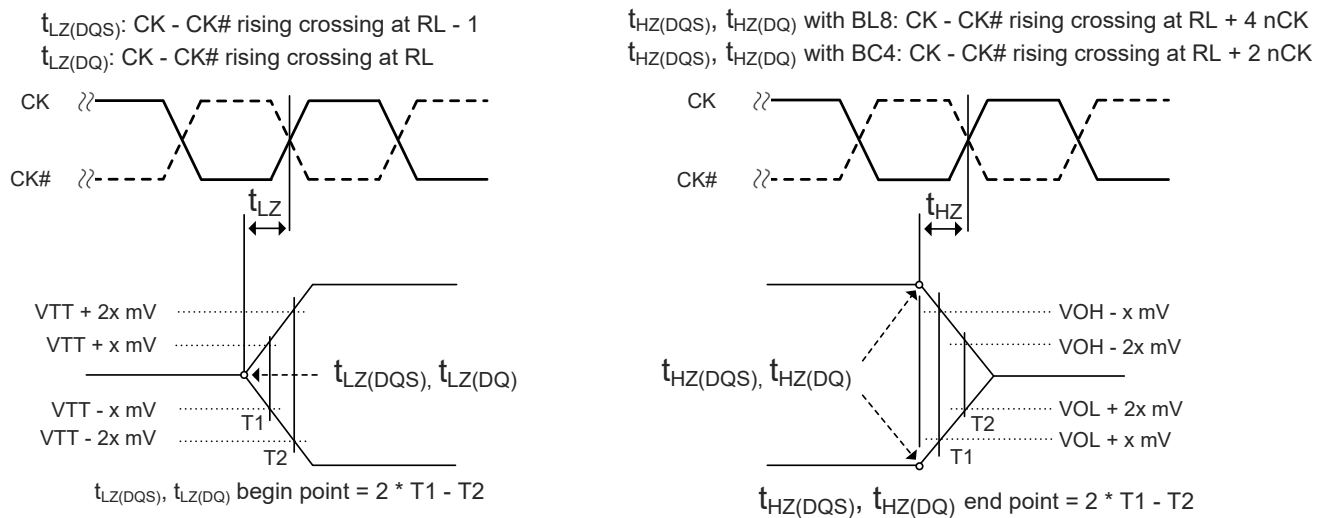 tLZ(DQS): CK - CK# rising crossing at RL - 1
tLZ(DQ): CK - CK# rising crossing at RL
CK
CK#
tLZ
VTT + 2x mV
VTT + x mV
tLZ(DQS), tLZ(DQ)
VTT - x mV
T1
VTT - 2x mV
T2
tLZ(DQS), tLZ(DQ) begin point = 2 * T1 - T2
tHZ(DQS), tHZ(DQ) with BL8: CK - CK# rising crossing at RL + 4 nCK
tHZ(DQS), tHZ(DQ) with BC4: CK - CK# rising crossing at RL + 2 nCK
CK
CK#
tHZ
VOH - x mV
VOH - 2x mV
tHZ(DQS), tHZ(DQ)
VOL + 2x mV
T2
VOL + x mV
T1
tHZ(DQS), tHZ(DQ) end point = 2 * T1 - T2